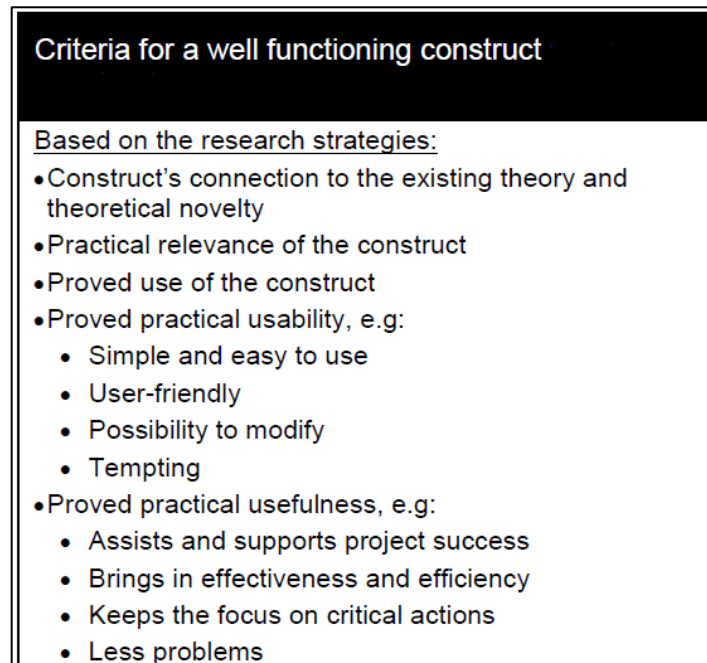 Criteria for a well functioning construct
Based on the research strategies:
•Construct's connection to the existing theory and
theoretical novelty
•Practical relevance of the construct
•Proved use of the construct
•Proved practical usability, e.g:
• Simple and easy to use
• User-friendly
• Possibility to modify
• Tempting
•Proved practical usefulness, e.g:
• Assists and supports project success
• Brings in effectiveness and efficiency
• Keeps the focus on critical actions
• Less problems